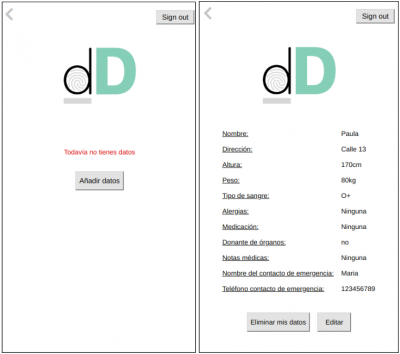 Sign out
dD
Todavía no tienes datos
Añadir datos
Sign out
dD
Nombre: Paula
Dirección: Calle 13
Altura: 170cm
Peso: 80kg
Tipo de sangre: O+
Alergias: Ninguna
Medicación: Ninguna
Donante de órganos: no
Notas médicas: Ninguna
Nombre del contacto de emergencia: Maria
Teléfono contacto de emergencia: 123456789
Eliminar mis datos Editar